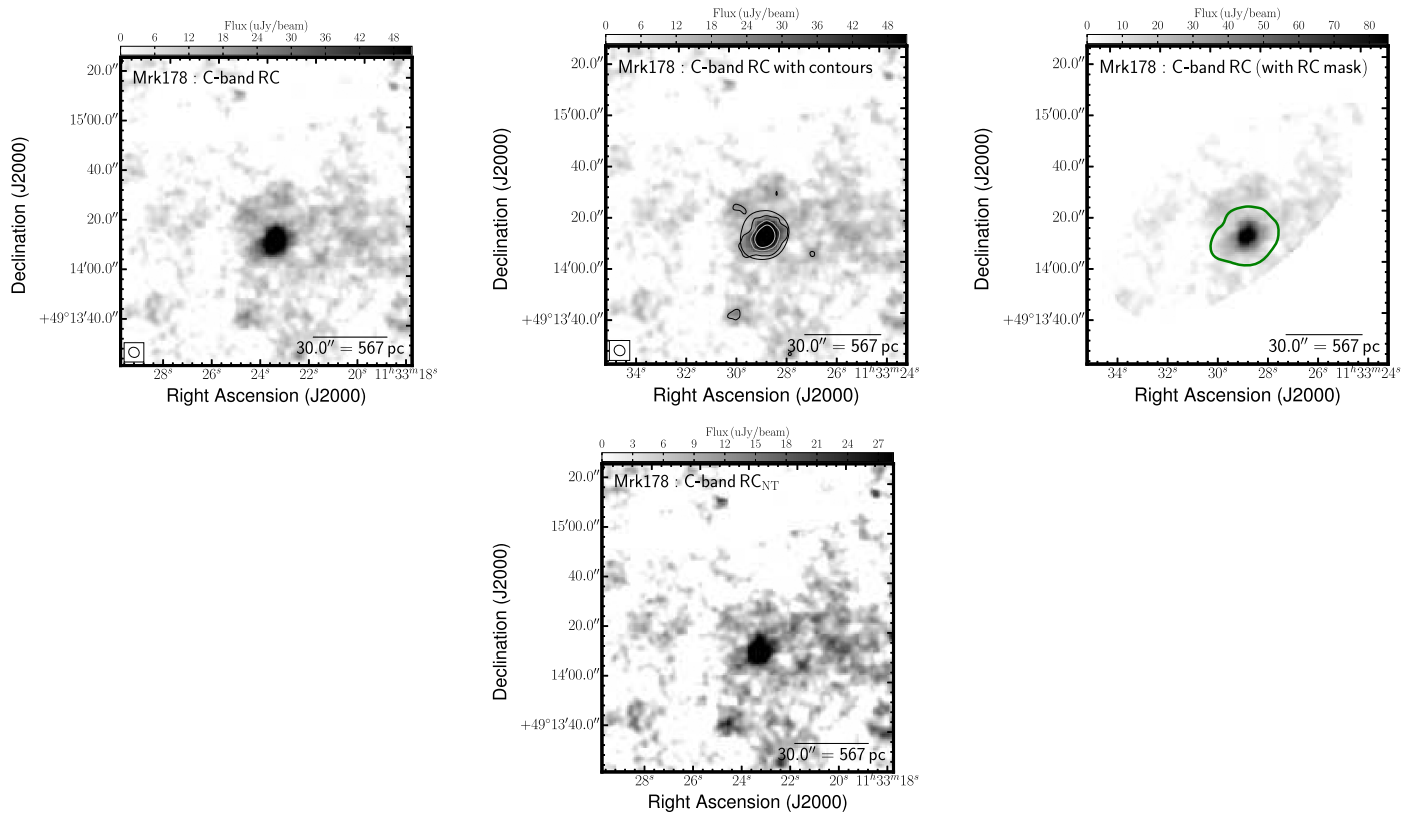 Flux (uJy/beam)
0 6 12 18 24 30 36 42 48
Mrk178 : C-band RC
20.0″
15′00.0″
40.0″
20.0″
14′00.0″
+49°13′40.0″
Declination (J2000)
30.0″ = 567 pc
28ˢ 26ˢ 24ˢ 22ˢ 20ˢ 11ʰ33ᵐ18ˢ
Right Ascension (J2000)
Flux (uJy/beam)
0 6 12 18 24 30 36 42 48
Mrk178 : C-band RC with contours
20.0″
15′00.0″
40.0″
20.0″
14′00.0″
+49°13′40.0″
Declination (J2000)
30.0″ = 567 pc
34ˢ 32ˢ 30ˢ 28ˢ 26ˢ 11ʰ33ᵐ24ˢ
Right Ascension (J2000)
Flux (uJy/beam)
0 10 20 30 40 50 60 70 80
Mrk178 : C-band RC (with RC mask)
20.0″
15′00.0″
40.0″
20.0″
14′00.0″
+49°13′40.0″
Declination (J2000)
30.0″ = 567 pc
34ˢ 32ˢ 30ˢ 28ˢ 26ˢ 11ʰ33ᵐ24ˢ
Right Ascension (J2000)
Flux (uJy/beam)
0 3 6 9 12 15 18 21 24 27
Mrk178 : C-band RC_NT
20.0″
15′00.0″
40.0″
20.0″
14′00.0″
+49°13′40.0″
Declination (J2000)
30.0″ = 567 pc
28ˢ 26ˢ 24ˢ 22ˢ 20ˢ 11ʰ33ᵐ18ˢ
Right Ascension (J2000)